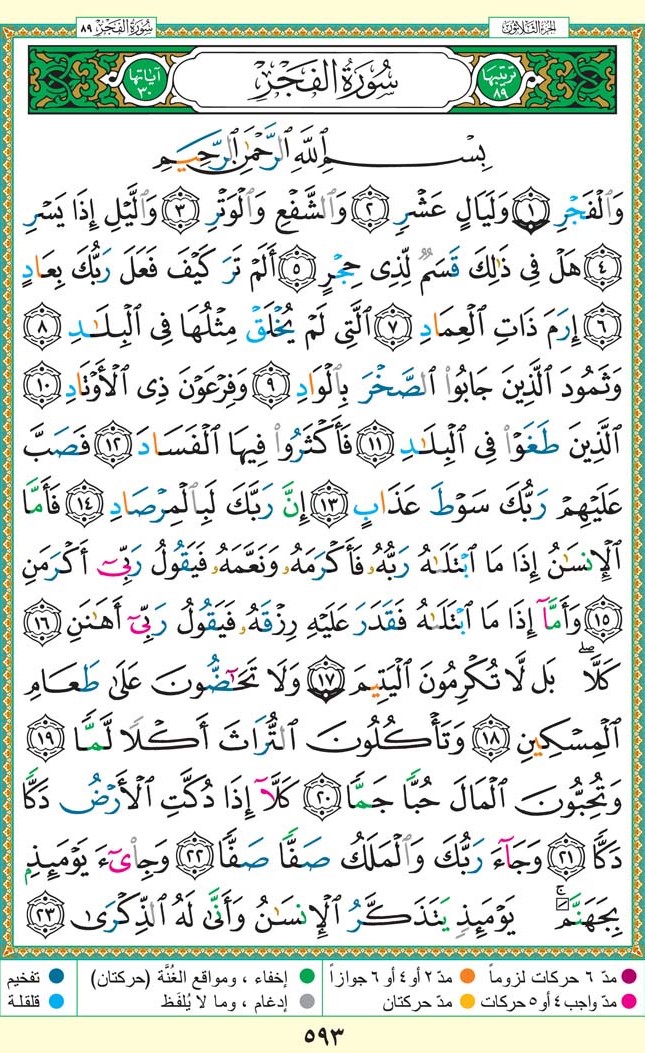 الجزء الثلاثون
سورة الفجر ٨٩
ترتيبها ٨٩
سُورَةُ الفَجْرِ
آياتها ٣٠
بِسْمِ ٱللَّهِ ٱلرَّحْمَٰنِ ٱلرَّحِيمِ
وَٱلْفَجْرِ ١ وَلَيَالٍ عَشْرٍ ٢ وَٱلشَّفْعِ وَٱلْوَتْرِ ٣ وَٱلَّيْلِ إِذَا يَسْرِ
٤ هَلْ فِى ذَٰلِكَ قَسَمٌ لِّذِى حِجْرٍ ٥ أَلَمْ تَرَ كَيْفَ فَعَلَ رَبُّكَ بِعَادٍ
٦ إِرَمَ ذَاتِ ٱلْعِمَادِ ٧ ٱلَّتِى لَمْ يُخْلَقْ مِثْلُهَا فِى ٱلْبِلَٰدِ ٨
وَثَمُودَ ٱلَّذِينَ جَابُوا۟ ٱلصَّخْرَ بِٱلْوَادِ ٩ وَفِرْعَوْنَ ذِى ٱلْأَوْتَادِ ١٠
ٱلَّذِينَ طَغَوْا۟ فِى ٱلْبِلَٰدِ ١١ فَأَكْثَرُوا۟ فِيهَا ٱلْفَسَادَ ١٢ فَصَبَّ
عَلَيْهِمْ رَبُّكَ سَوْطَ عَذَابٍ ١٣ إِنَّ رَبَّكَ لَبِٱلْمِرْصَادِ ١٤ فَأَمَّا
ٱلْإِنسَٰنُ إِذَا مَا ٱبْتَلَىٰهُ رَبُّهُۥ فَأَكْرَمَهُۥ وَنَعَّمَهُۥ فَيَقُولُ رَبِّىٓ أَكْرَمَنِ
١٥ وَأَمَّآ إِذَا مَا ٱبْتَلَىٰهُ فَقَدَرَ عَلَيْهِ رِزْقَهُۥ فَيَقُولُ رَبِّىٓ أَهَٰنَنِ ١٦
كَلَّا ۖ بَل لَّا تُكْرِمُونَ ٱلْيَتِيمَ ١٧ وَلَا تَحَٰٓضُّونَ عَلَىٰ طَعَامِ
ٱلْمِسْكِينِ ١٨ وَتَأْكُلُونَ ٱلتُّرَاثَ أَكْلًا لَّمًّا ١٩
وَتُحِبُّونَ ٱلْمَالَ حُبًّا جَمًّا ٢٠ كَلَّآ إِذَا دُكَّتِ ٱلْأَرْضُ دَكًّا
دَكًّا ٢١ وَجَآءَ رَبُّكَ وَٱلْمَلَكُ صَفًّا صَفًّا ٢٢ وَجِا۟ىٓءَ يَوْمَئِذٍۭ
بِجَهَنَّمَ ۚ يَوْمَئِذٍ يَتَذَكَّرُ ٱلْإِنسَٰنُ وَأَنَّىٰ لَهُ ٱلذِّكْرَىٰ ٢٣
مدّ ٦ حركات لزوماً مدّ ٢ أو ٤ أو ٦ جوازاً إخفاء ، ومواقع الغُنَّة (حركتان) تفخيم
مدّ واجب ٤ أو ٥ حركات مدّ حركتان إدغام ، وما لا يُلفَظ قلقلة
٥٩٣